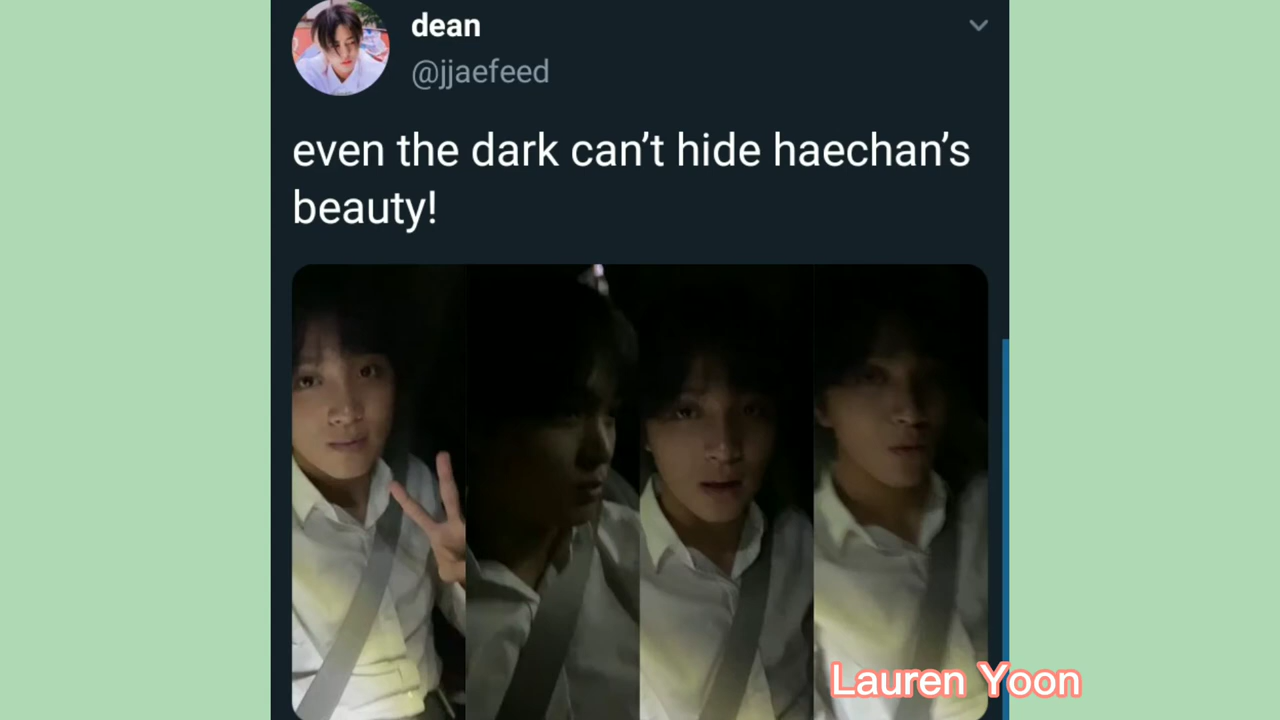 dean
@jjaefeed
even the dark can’t hide haechan’s
beauty!
Lauren Yoon